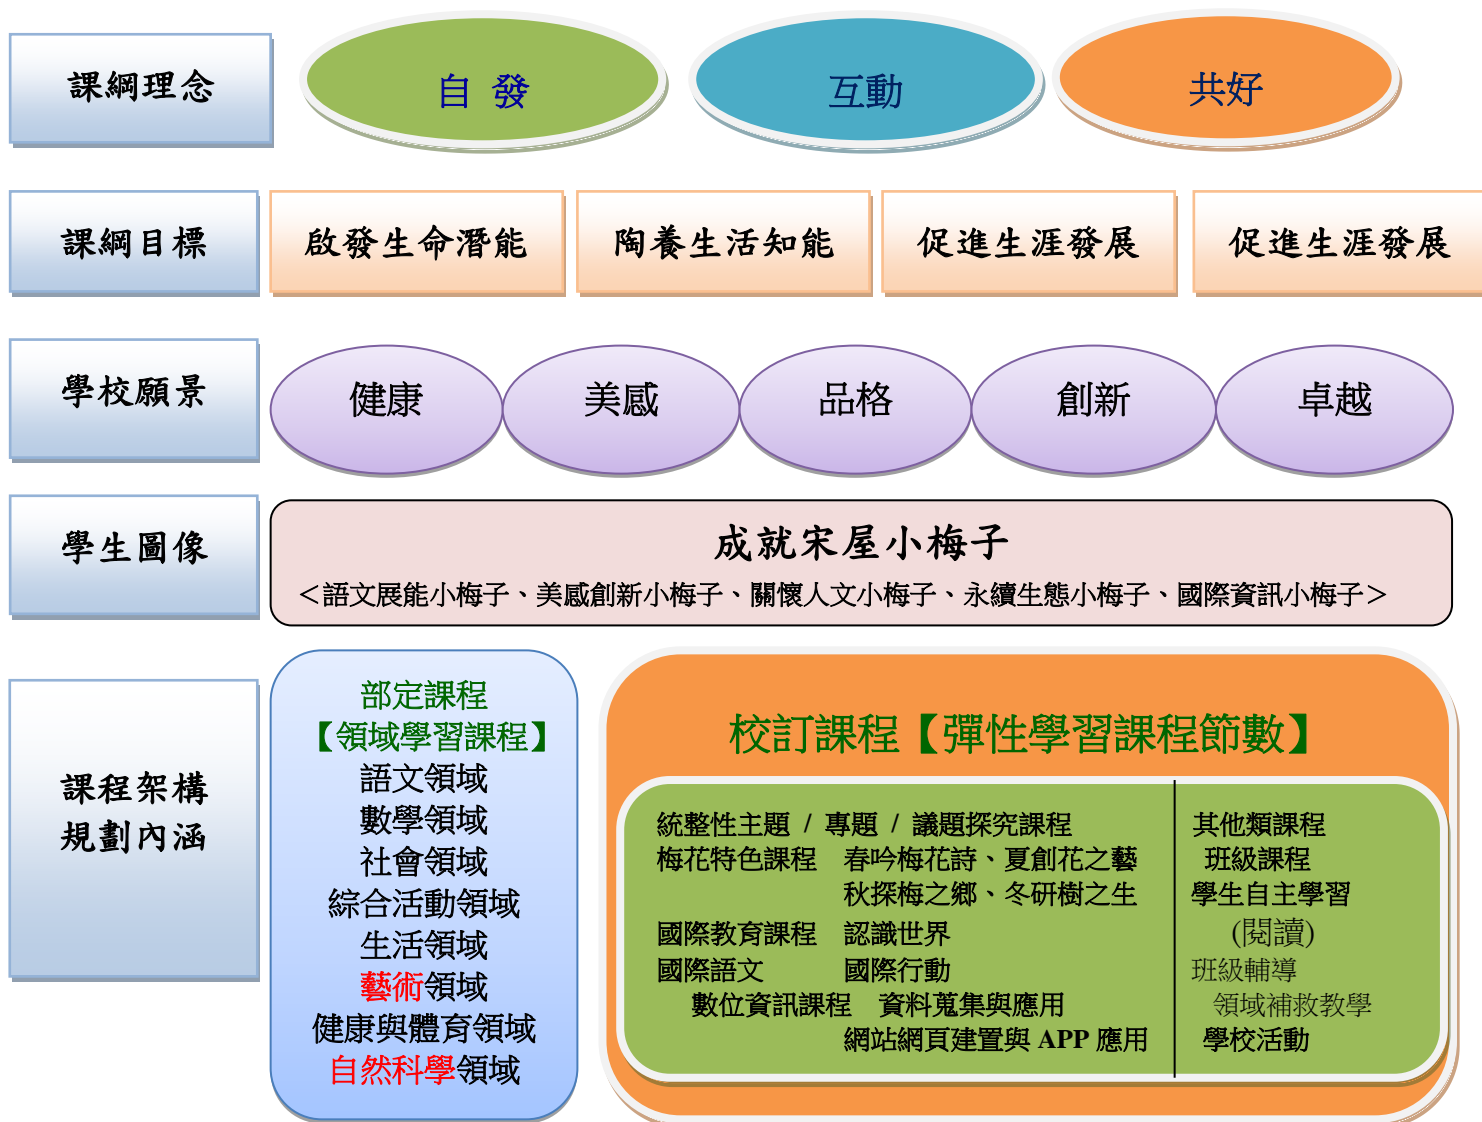 課綱理念
自 發
互動
共好
課綱目標
啟發生命潛能
陶養生活知能
促進生涯發展
促進生涯發展
學校願景
健康
美感
品格
創新
卓越
學生圖像
成就宋屋小梅子
<語文展能小梅子、美感創新小梅子、關懷人文小梅子、永續生態小梅子、國際資訊小梅子>
課程架構
規劃內涵
部定課程
【領域學習課程】
語文領域
數學領域
社會領域
綜合活動領域
生活領域
藝術領域
健康與體育領域
自然科學領域
校訂課程【彈性學習課程節數】
統整性主題 / 專題 / 議題探究課程
梅花特色課程 春吟梅花詩、夏創花之藝
秋探梅之鄉、冬研樹之生
國際教育課程 認識世界
國際語文 國際行動
數位資訊課程 資料蒐集與應用
網站網頁建置與 APP 應用
其他類課程
班級課程
學生自主學習
(閱讀)
班級輔導
領域補救教學
學校活動